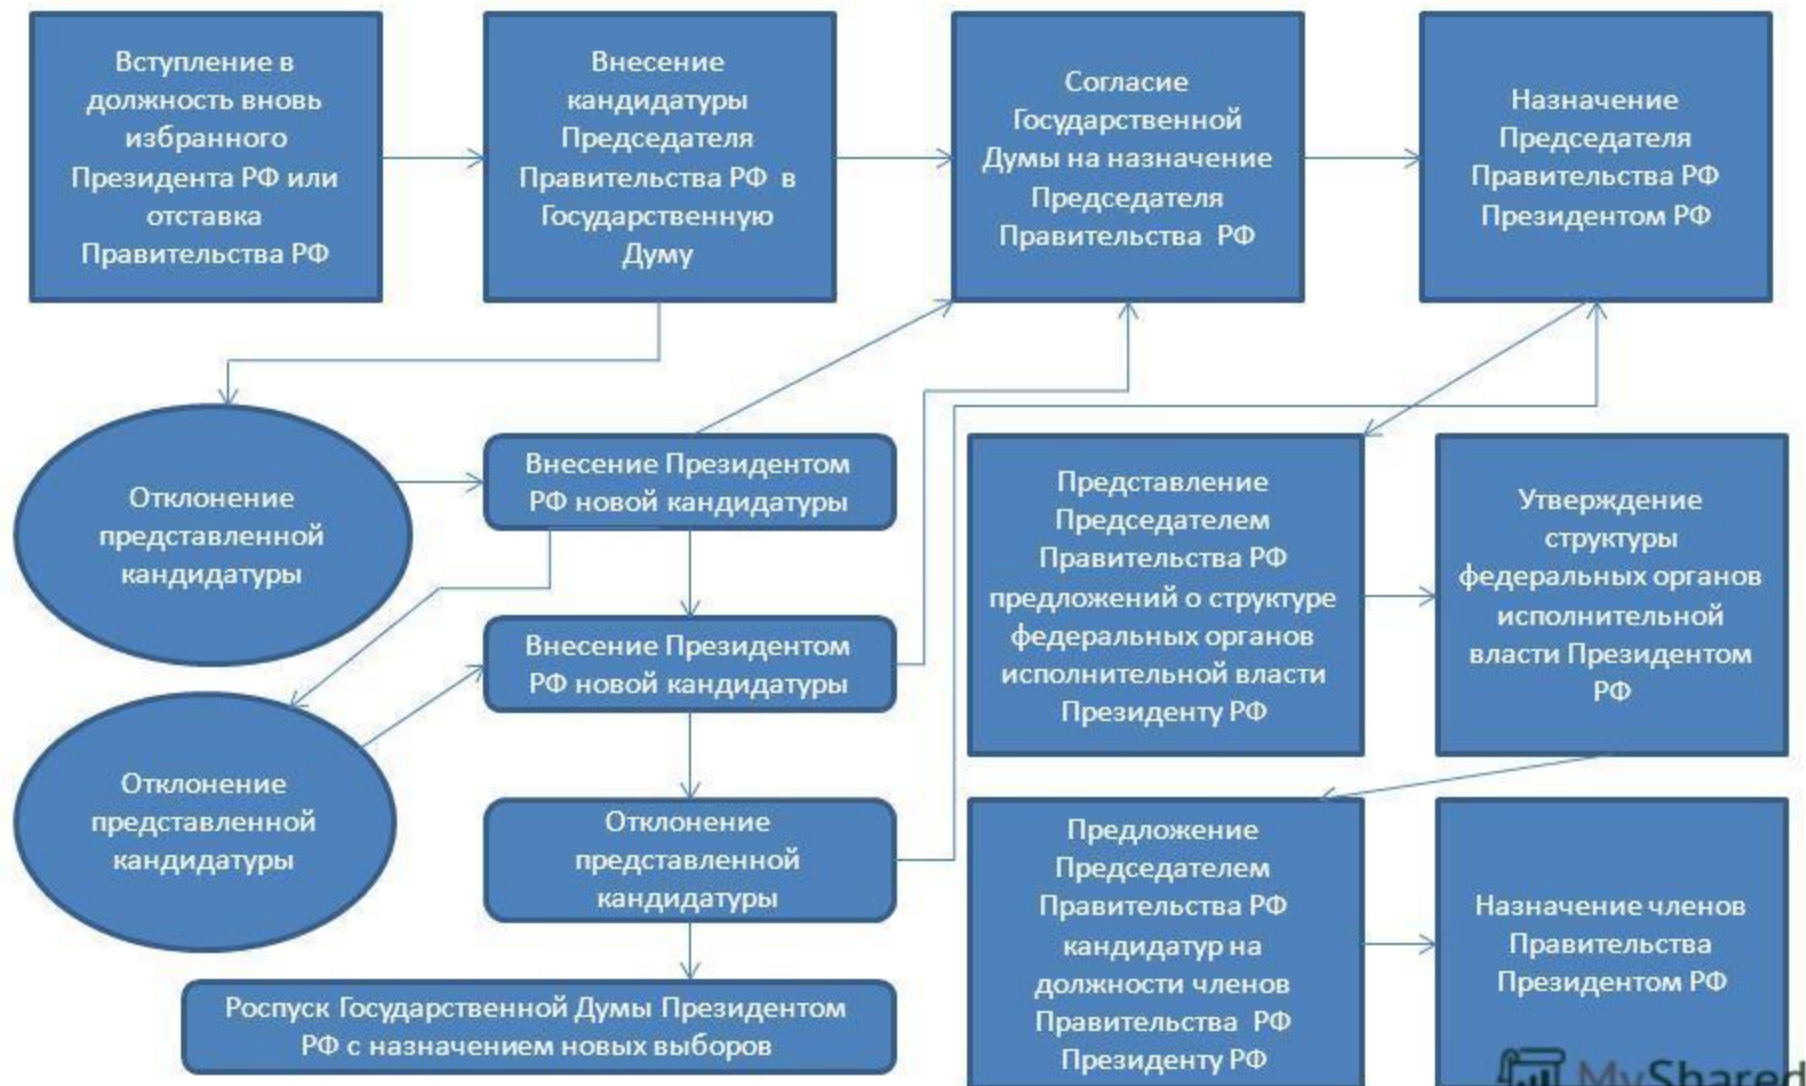 Вступление в
должность вновь
избранного
Президента РФ или
отставка
Правительства РФ
Внесение
кандидатуры
Председателя
Правительства РФ в
Государственную
Думу
Согласие
Государственной
Думы на назначение
Председателя
Правительства РФ
Назначение
Председателя
Правительства РФ
Президентом РФ
Отклонение
представленной
кандидатуры
Внесение Президентом
РФ новой кандидатуры
Представление
Председателем
Правительства РФ
предложений о структуре
федеральных органов
исполнительной власти
Президенту РФ
Утверждение
структуры
федеральных органов
исполнительной
власти Президентом
РФ
Внесение Президентом
РФ новой кандидатуры
Отклонение
представленной
кандидатуры
Отклонение
представленной
кандидатуры
Предложение
Председателем
Правительства РФ
кандидатур на
должности членов
Правительства РФ
Президенту РФ
Назначение членов
Правительства
Президентом РФ
Роспуск Государственной Думы Президентом
РФ с назначением новых выборов
MyShared